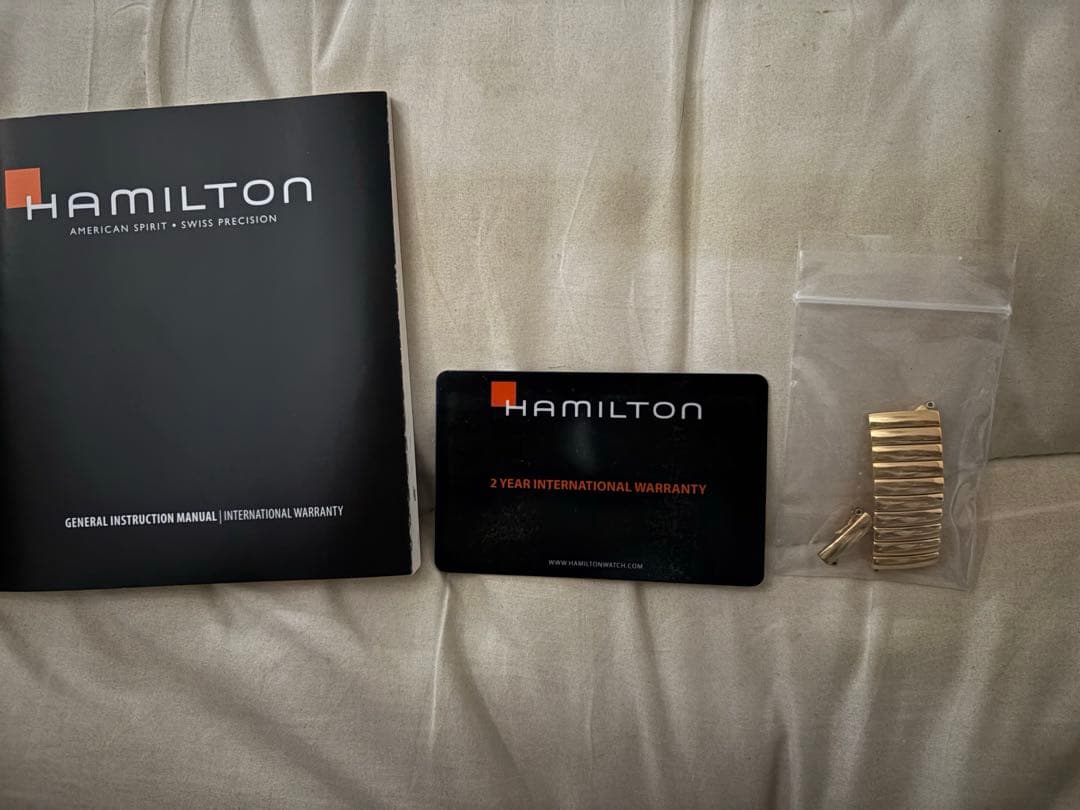 HAMILTON
AMERICAN SPIRIT • SWISS PRECISION
GENERAL INSTRUCTION MANUAL | INTERNATIONAL WARRANTY
HAMILTON
2 YEAR INTERNATIONAL WARRANTY
WWW.HAMILTONWATCH.COM